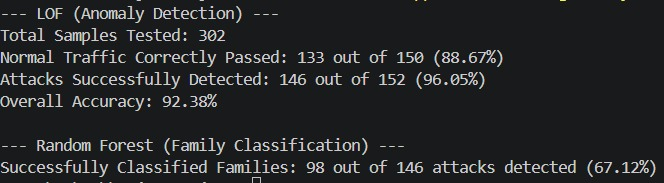 --- LOF (Anomaly Detection) ---
Total Samples Tested: 302
Normal Traffic Correctly Passed: 133 out of 150 (88.67%)
Attacks Successfully Detected: 146 out of 152 (96.05%)
Overall Accuracy: 92.38%

--- Random Forest (Family Classification) ---
Successfully Classified Families: 98 out of 146 attacks detected (67.12%)